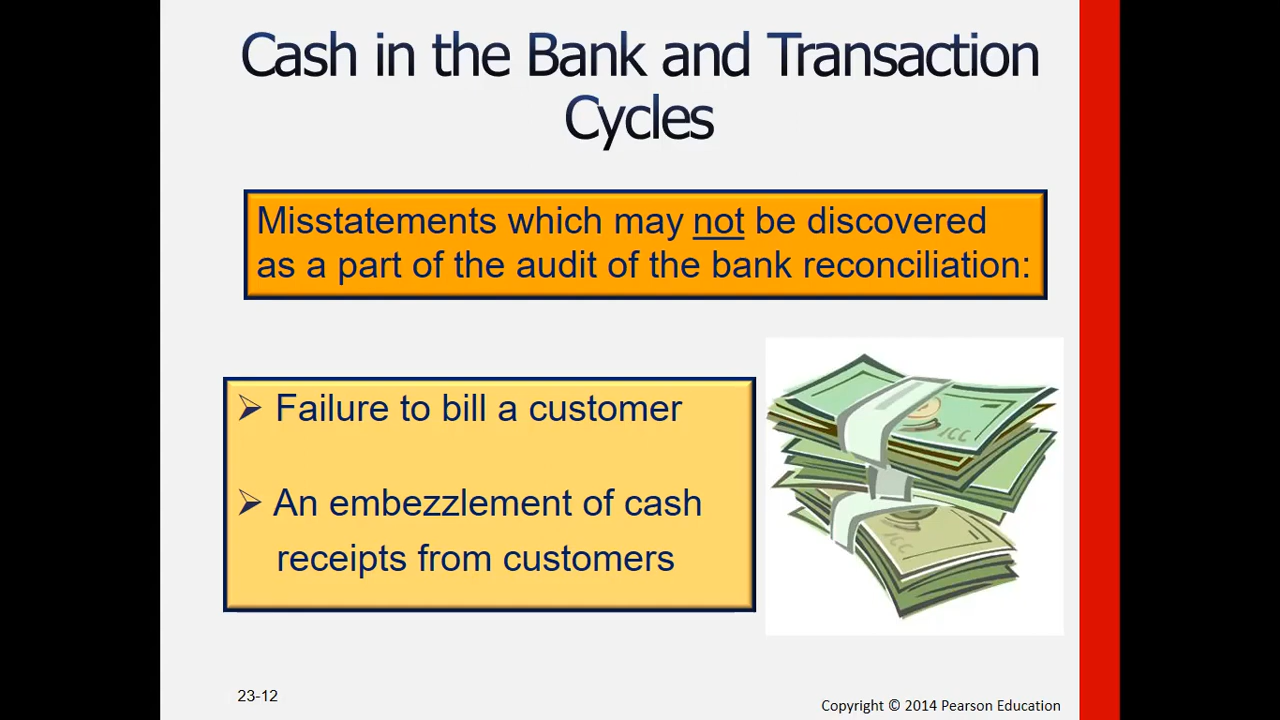 Cash in the Bank and Transaction
Cycles
Misstatements which may not be discovered
as a part of the audit of the bank reconciliation:
➢ Failure to bill a customer
➢ An embezzlement of cash
receipts from customers
23-12
Copyright © 2014 Pearson Education